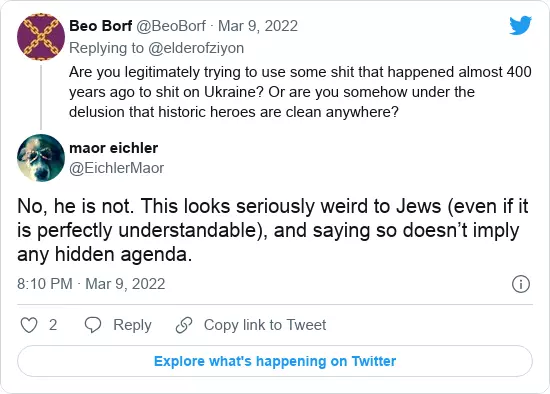 Beo Borf @BeoBorf · Mar 9, 2022
Replying to @elderofziyon
Are you legitimately trying to use some shit that happened almost 400
years ago to shit on Ukraine? Or are you somehow under the
delusion that historic heroes are clean anywhere?
maor eichler
@EichlerMaor
No, he is not. This looks seriously weird to Jews (even if it
is perfectly understandable), and saying so doesn’t imply
any hidden agenda.
8:10 PM · Mar 9, 2022
2 Reply Copy link to Tweet
Explore what's happening on Twitter